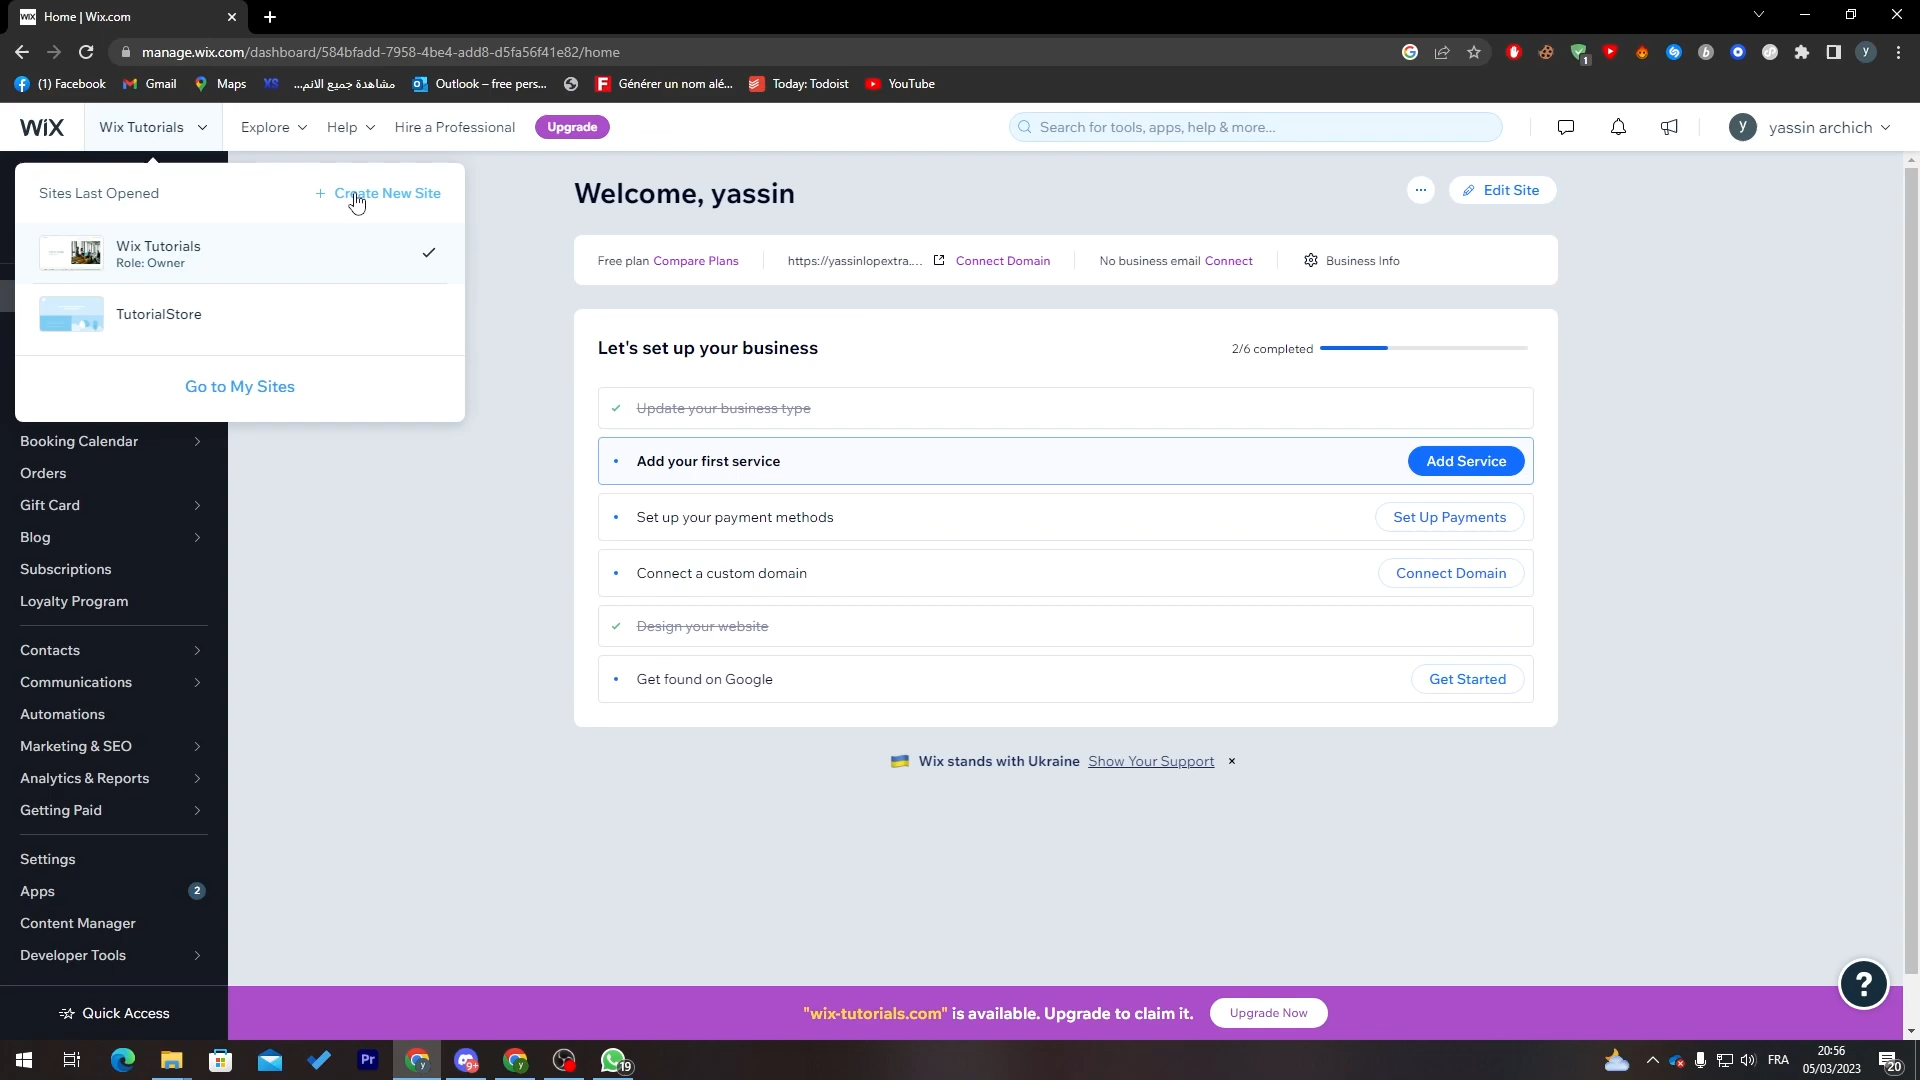 Home | Wix.com
manage.wix.com/dashboard/584bfadd-7958-4be4-add8-d5fa56f41e82/home
1
y
(1) Facebook
Gmail
Maps
XS
مشاهدة جميع الانم...
Outlook – free pers...
Générer un nom alé...
Today: Todoist
YouTube
WiX
Wix Tutorials
Explore
Help
Hire a Professional
Upgrade
Search for tools, apps, help & more...
y
yassin archich
Sites Last Opened
+ Create New Site
Wix Tutorials
Role: Owner
TutorialStore
Go to My Sites
Booking Calendar
Orders
Gift Card
Blog
Subscriptions
Loyalty Program
Contacts
Communications
Automations
Marketing & SEO
Analytics & Reports
Getting Paid
Settings
Apps 2
Content Manager
Developer Tools
Quick Access
Welcome, yassin
... Edit Site
Free plan Compare Plans
https://yassinlopextra.... Connect Domain
No business email Connect
Business Info
Let's set up your business
2/6 completed
Update your business type
Add your first service
Add Service
Set up your payment methods
Set Up Payments
Connect a custom domain
Connect Domain
Design your website
Get found on Google
Get Started
Wix stands with Ukraine Show Your Support
?
"wix-tutorials.com" is available. Upgrade to claim it.
Upgrade Now
Pr
9+
19
FRA
20:56
05/03/2023
20